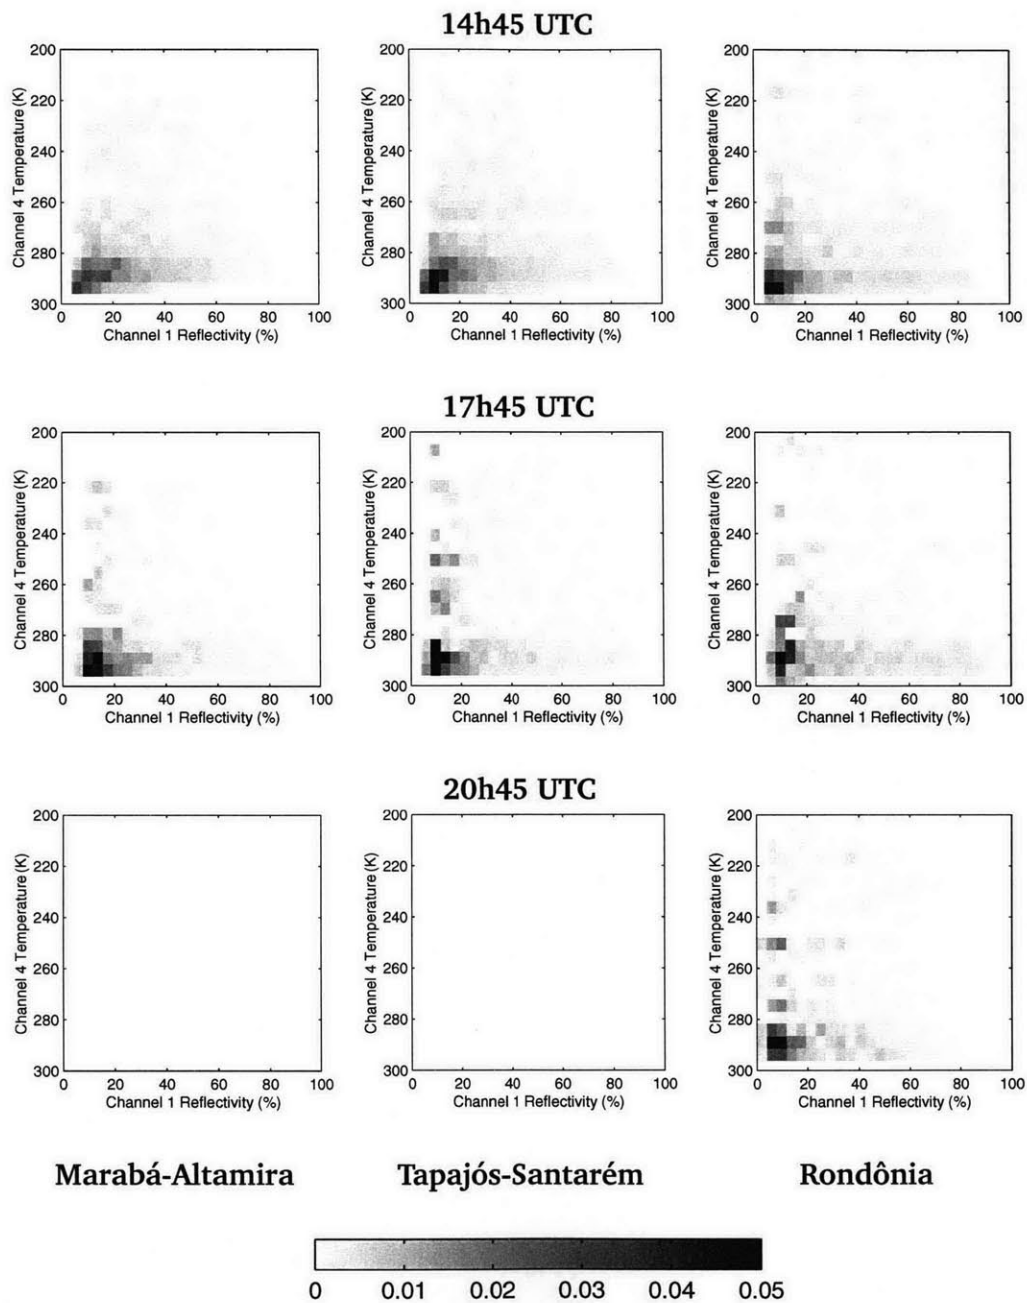 14h45 UTC
200
220
240
260
280
300
Channel 4 Temperature (K)
0 20 40 60 80 100
Channel 1 Reflectivity (%)
200
220
240
260
280
300
Channel 4 Temperature (K)
0 20 40 60 80 100
Channel 1 Reflectivity (%)
200
220
240
260
280
300
Channel 4 Temperature (K)
0 20 40 60 80 100
Channel 1 Reflectivity (%)
17h45 UTC
200
220
240
260
280
300
Channel 4 Temperature (K)
0 20 40 60 80 100
Channel 1 Reflectivity (%)
200
220
240
260
280
300
Channel 4 Temperature (K)
0 20 40 60 80 100
Channel 1 Reflectivity (%)
200
220
240
260
280
300
Channel 4 Temperature (K)
0 20 40 60 80 100
Channel 1 Reflectivity (%)
20h45 UTC
200
220
240
260
280
300
Channel 4 Temperature (K)
0 20 40 60 80 100
Channel 1 Reflectivity (%)
200
220
240
260
280
300
Channel 4 Temperature (K)
0 20 40 60 80 100
Channel 1 Reflectivity (%)
200
220
240
260
280
300
Channel 4 Temperature (K)
0 20 40 60 80 100
Channel 1 Reflectivity (%)
Marabá-Altamira
Tapajós-Santarém
Rondônia
0 0.01 0.02 0.03 0.04 0.05